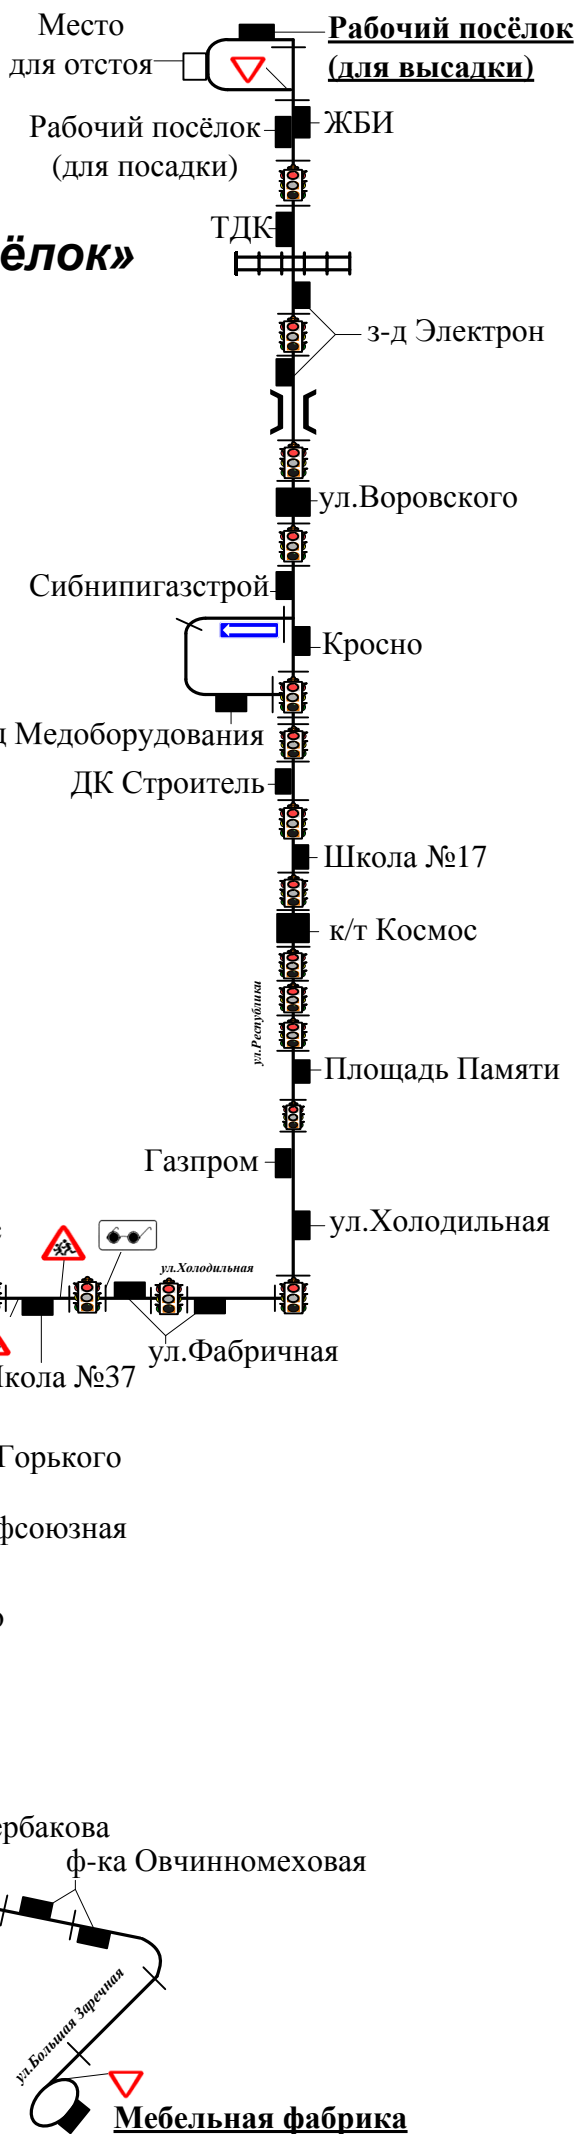 Место
для отстоя
Рабочий посёлок
(для высадки)
Рабочий посёлок
(для посадки)
ЖБИ
ТДК
ёлок»
з-д Электрон
ул.Воровского
Сибнипигазстрой
Кросно
д Медоборудования
ДК Строитель
Школа №17
к/т Космос
ул.Республики
Площадь Памяти
Газпром
ул.Холодильная
ул.Холодильная
ул.Фабричная
кола №37
Горького
фсоюзная
ербакова
ф-ка Овчинномеховая
ул.Большая Заречная
Мебельная фабрика